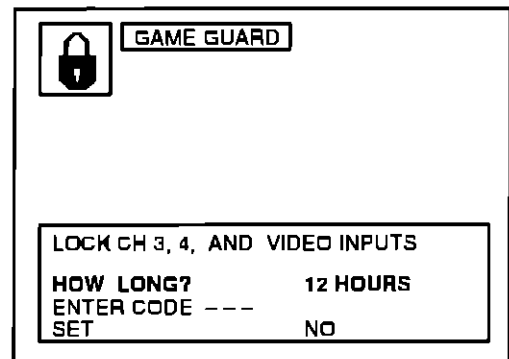 GAME GUARD
LOCK CH 3, 4, AND VIDEO INPUTS
HOW LONG? 12 HOURS
ENTER CODE – – –
SET NO